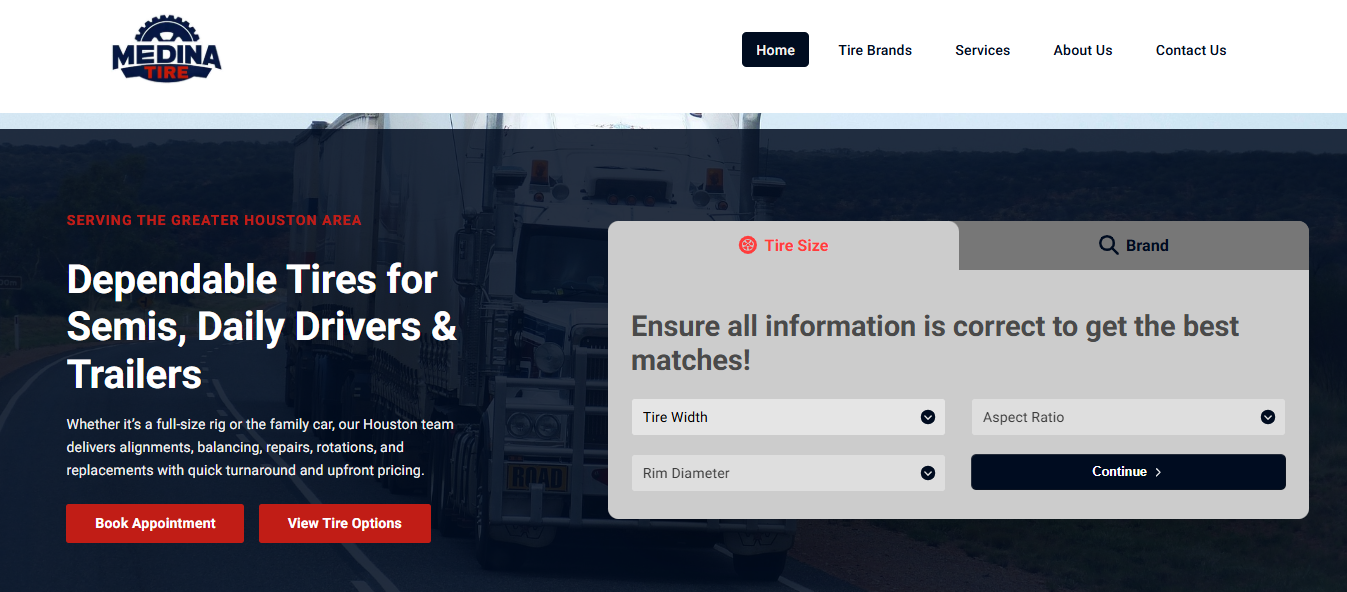 MEDINA
TIRE
Home
Tire Brands
Services
About Us
Contact Us
SERVING THE GREATER HOUSTON AREA
Dependable Tires for
Semis, Daily Drivers &
Trailers
Whether it's a full-size rig or the family car, our Houston team
delivers alignments, balancing, repairs, rotations, and
replacements with quick turnaround and upfront pricing.
Book Appointment
View Tire Options
Tire Size
Brand
Ensure all information is correct to get the best
matches!
Tire Width
Aspect Ratio
Rim Diameter
Continue
ROAD